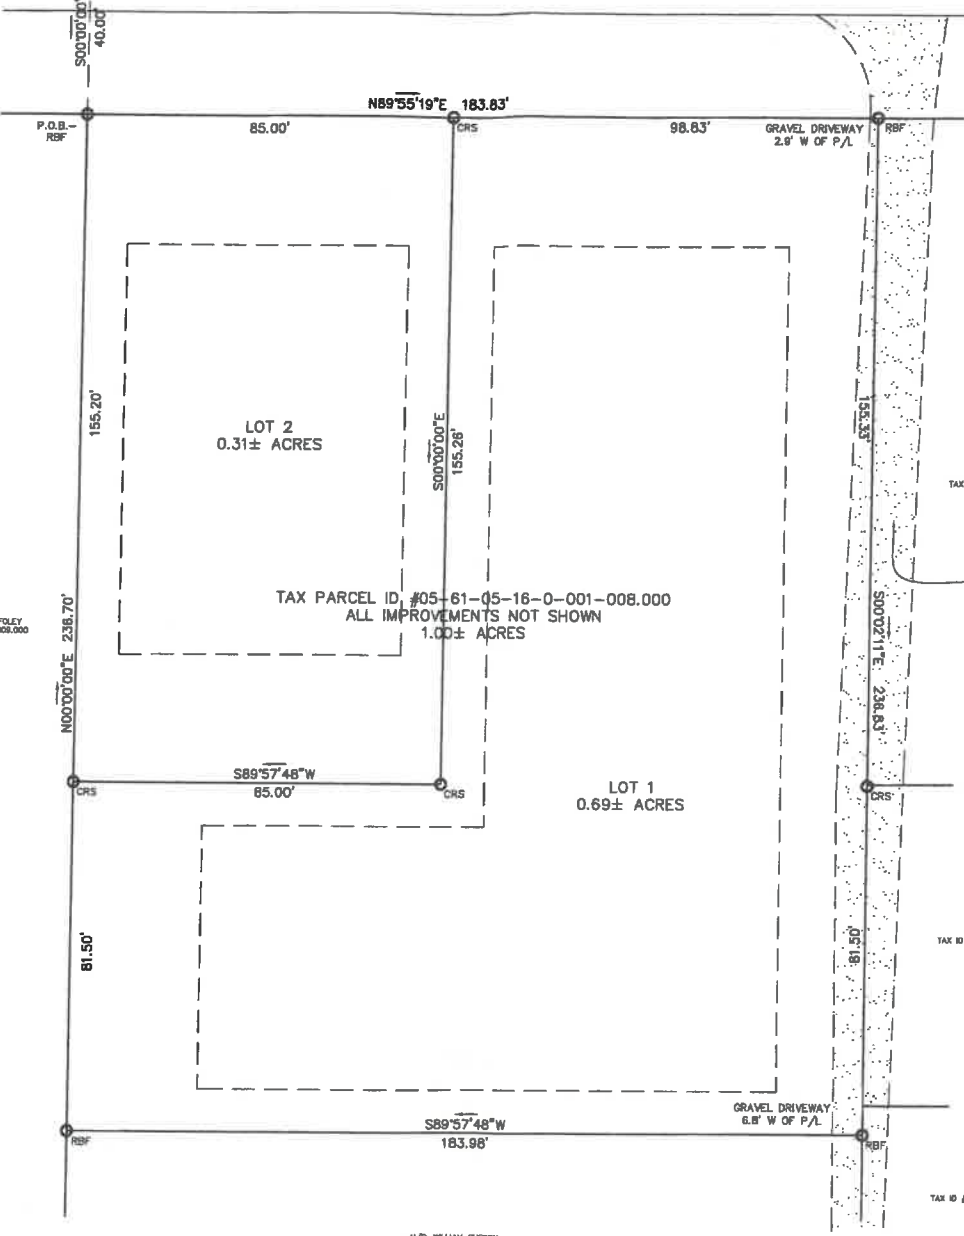 S00°00'00"
40.00'
N89°55'19"E 183.83'
P.O.B.-
RBF
85.00'
CRS
98.83'
GRAVEL DRIVEWAY
2.9' W OF P/L
RBF
155.20'
LOT 2
0.31± ACRES
S00°00'00"E
155.26'
155.33'
TAX
TAX PARCEL ID #05-61-05-16-0-001-008.000
ALL IMPROVEMENTS NOT SHOWN
1.00± ACRES
FOLEY
N00°00'00"E 236.70'
S00°02'11"E 236.83'
S89°57'48"W
85.00'
CRS
CRS
LOT 1
0.69± ACRES
CRS
81.50'
81.50'
TAX ID
GRAVEL DRIVEWAY
6.8' W OF P/L
S89°57'48"W
183.98'
RBF
RBF
TAX ID